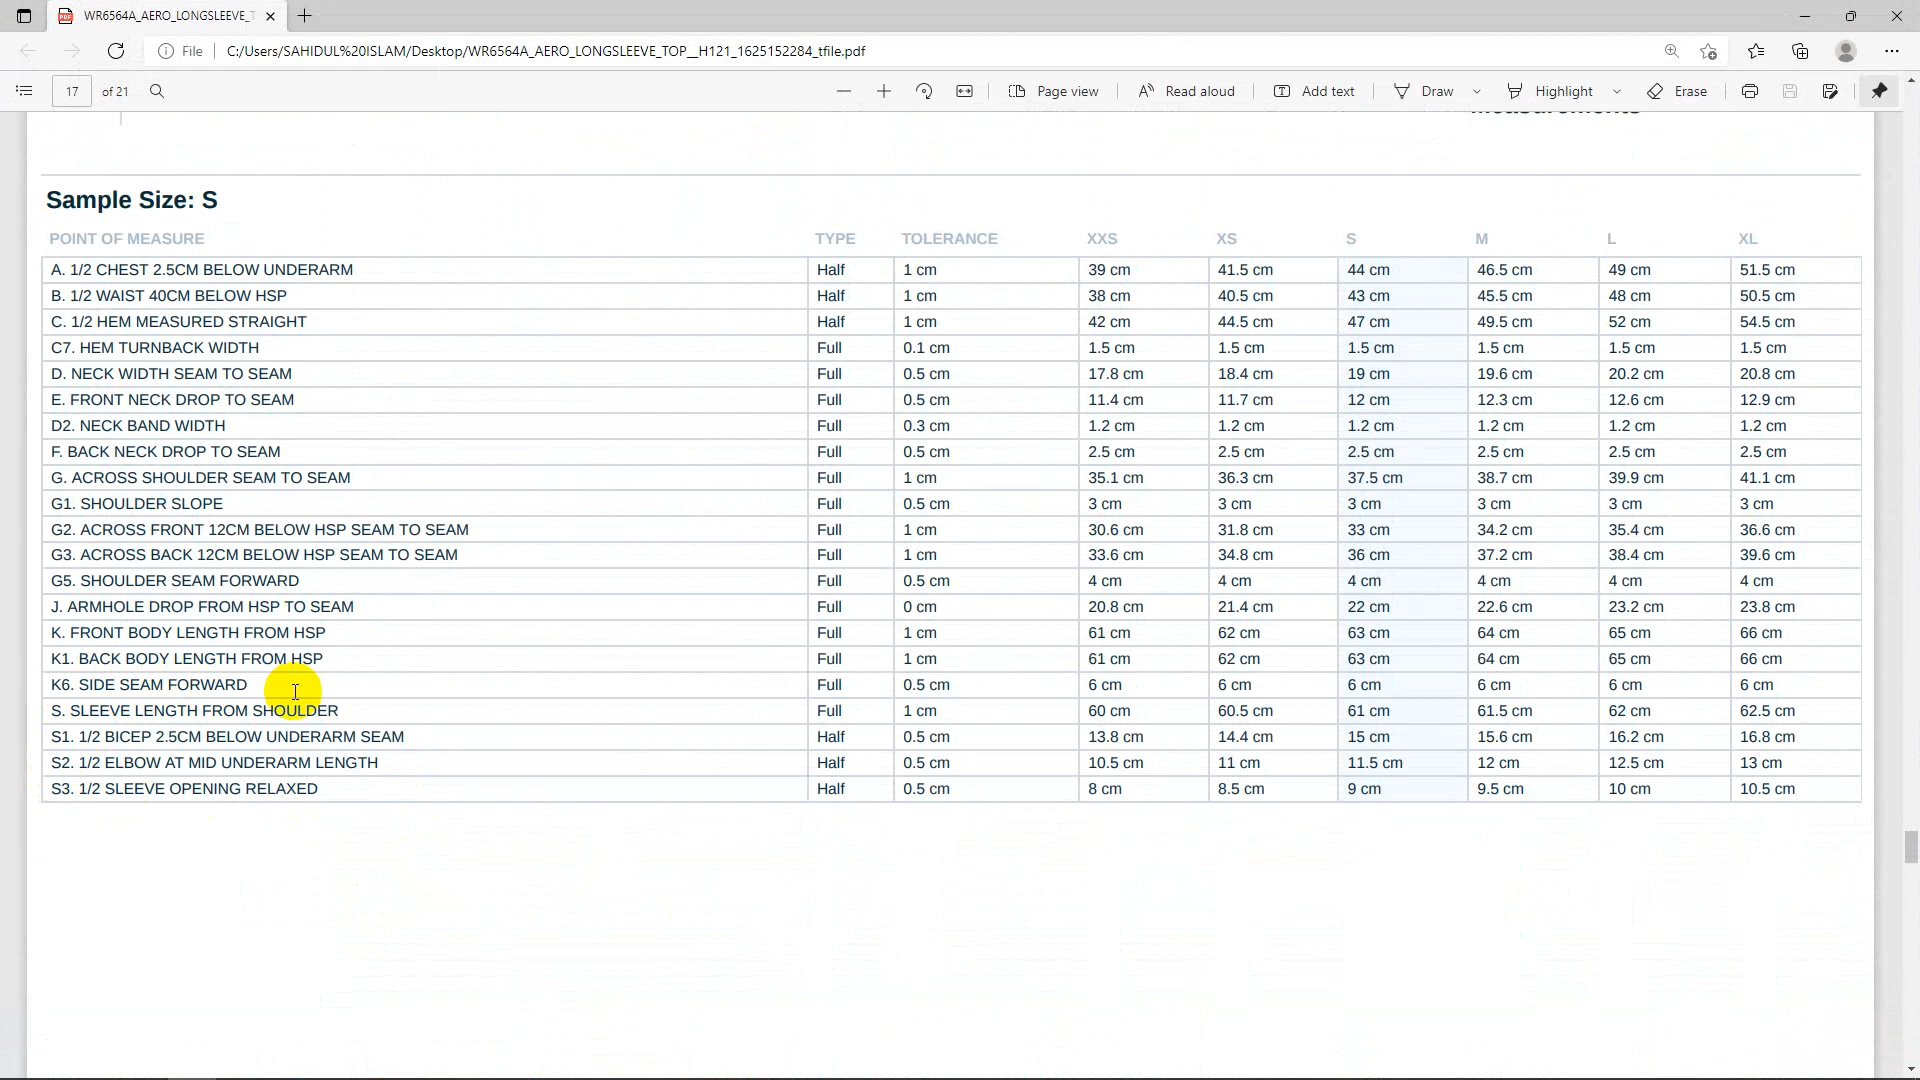 WR6564A_AERO_LONGSLEEVE_T
File C:/Users/SAHIDUL%20ISLAM/Desktop/WR6564A_AERO_LONGSLEEVE_TOP__H121_1625152284_tfile.pdf
17 of 21 Page view Read aloud Add text Draw Highlight Erase
Measurements
Sample Size: S
POINT OF MEASURE TYPE TOLERANCE XXS XS S M L XL
A. 1/2 CHEST 2.5CM BELOW UNDERARM Half 1 cm 39 cm 41.5 cm 44 cm 46.5 cm 49 cm 51.5 cm
B. 1/2 WAIST 40CM BELOW HSP Half 1 cm 38 cm 40.5 cm 43 cm 45.5 cm 48 cm 50.5 cm
C. 1/2 HEM MEASURED STRAIGHT Half 1 cm 42 cm 44.5 cm 47 cm 49.5 cm 52 cm 54.5 cm
C7. HEM TURNBACK WIDTH Full 0.1 cm 1.5 cm 1.5 cm 1.5 cm 1.5 cm 1.5 cm 1.5 cm
D. NECK WIDTH SEAM TO SEAM Full 0.5 cm 17.8 cm 18.4 cm 19 cm 19.6 cm 20.2 cm 20.8 cm
E. FRONT NECK DROP TO SEAM Full 0.5 cm 11.4 cm 11.7 cm 12 cm 12.3 cm 12.6 cm 12.9 cm
D2. NECK BAND WIDTH Full 0.3 cm 1.2 cm 1.2 cm 1.2 cm 1.2 cm 1.2 cm 1.2 cm
F. BACK NECK DROP TO SEAM Full 0.5 cm 2.5 cm 2.5 cm 2.5 cm 2.5 cm 2.5 cm 2.5 cm
G. ACROSS SHOULDER SEAM TO SEAM Full 1 cm 35.1 cm 36.3 cm 37.5 cm 38.7 cm 39.9 cm 41.1 cm
G1. SHOULDER SLOPE Full 0.5 cm 3 cm 3 cm 3 cm 3 cm 3 cm 3 cm
G2. ACROSS FRONT 12CM BELOW HSP SEAM TO SEAM Full 1 cm 30.6 cm 31.8 cm 33 cm 34.2 cm 35.4 cm 36.6 cm
G3. ACROSS BACK 12CM BELOW HSP SEAM TO SEAM Full 1 cm 33.6 cm 34.8 cm 36 cm 37.2 cm 38.4 cm 39.6 cm
G5. SHOULDER SEAM FORWARD Full 0.5 cm 4 cm 4 cm 4 cm 4 cm 4 cm 4 cm
J. ARMHOLE DROP FROM HSP TO SEAM Full 0 cm 20.8 cm 21.4 cm 22 cm 22.6 cm 23.2 cm 23.8 cm
K. FRONT BODY LENGTH FROM HSP Full 1 cm 61 cm 62 cm 63 cm 64 cm 65 cm 66 cm
K1. BACK BODY LENGTH FROM HSP Full 1 cm 61 cm 62 cm 63 cm 64 cm 65 cm 66 cm
K6. SIDE SEAM FORWARD Full 0.5 cm 6 cm 6 cm 6 cm 6 cm 6 cm 6 cm
S. SLEEVE LENGTH FROM SHOULDER Full 1 cm 60 cm 60.5 cm 61 cm 61.5 cm 62 cm 62.5 cm
S1. 1/2 BICEP 2.5CM BELOW UNDERARM SEAM Half 0.5 cm 13.8 cm 14.4 cm 15 cm 15.6 cm 16.2 cm 16.8 cm
S2. 1/2 ELBOW AT MID UNDERARM LENGTH Half 0.5 cm 10.5 cm 11 cm 11.5 cm 12 cm 12.5 cm 13 cm
S3. 1/2 SLEEVE OPENING RELAXED Half 0.5 cm 8 cm 8.5 cm 9 cm 9.5 cm 10 cm 10.5 cm